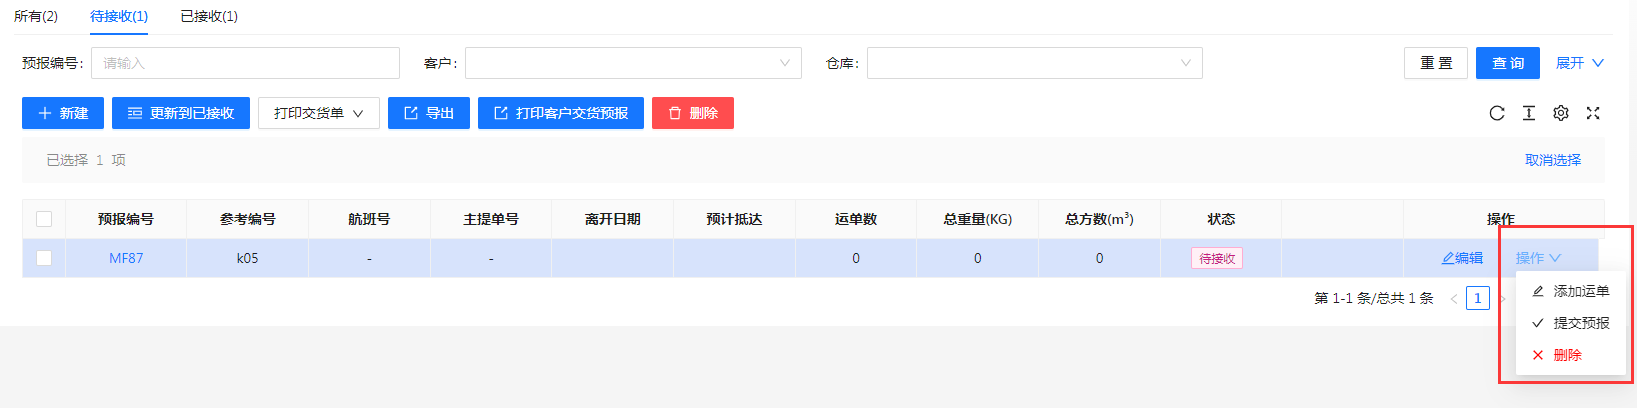 所有(2) 待接收(1) 已接收(1)
预报编号: 请输入 客户: 仓库: 重 置 查 询 展开
新建 更新到已接收 打印交货单 导出 打印客户交货预报 删除
已选择 1 项 取消选择
预报编号 参考编号 航班号 主提单号 离开日期 预计抵达 运单数 总重量(KG) 总方数(m³) 状态 操作
MF87 k05 - - 0 0 0 待接收 编辑 操作
第 1-1 条/总共 1 条 < 1 >
添加运单
提交预报
删除